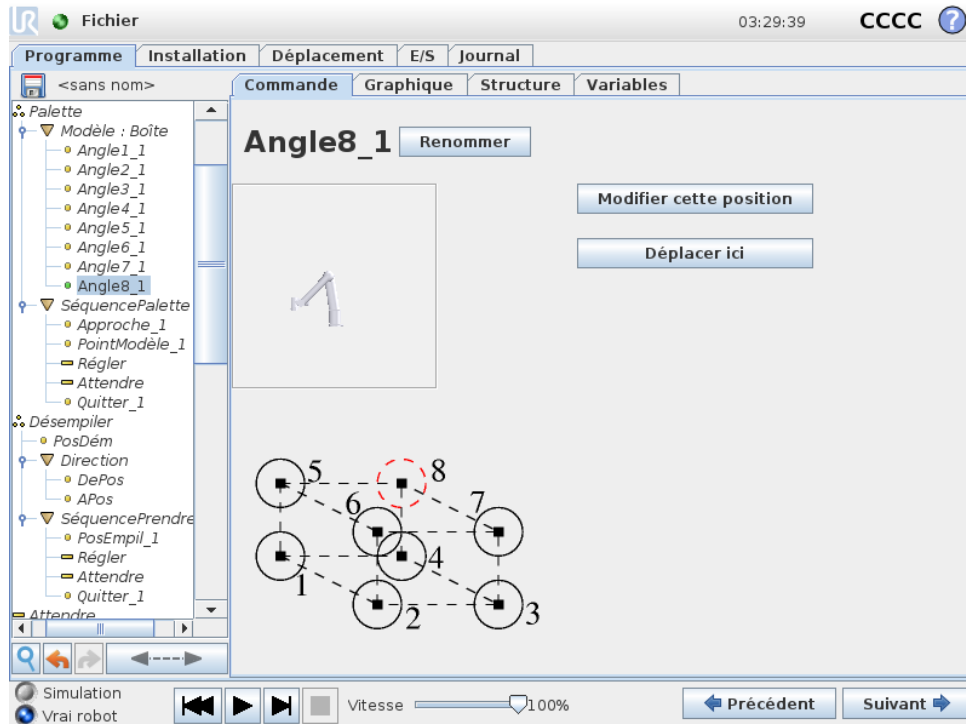 UR Fichier 03:29:39 CCCC ?
Programme Installation Déplacement E/S Journal
<sans nom> Commande Graphique Structure Variables
Palette
Modèle : Boîte
Angle1_1
Angle2_1
Angle3_1
Angle4_1
Angle5_1
Angle6_1
Angle7_1
Angle8_1
SéquencePalette
Approche_1
PointModèle_1
Régler
Attendre
Quitter_1
Désempiler
PosDém
Direction
DePos
APos
SéquencePrendre
PosEmpil_1
Régler
Attendre
Quitter_1
Attendre
Angle8_1 Renommer
Modifier cette position
Déplacer ici
5 8
6 7
4
1 2 3
Simulation
Vrai robot
Vitesse 100%
Précédent Suivant